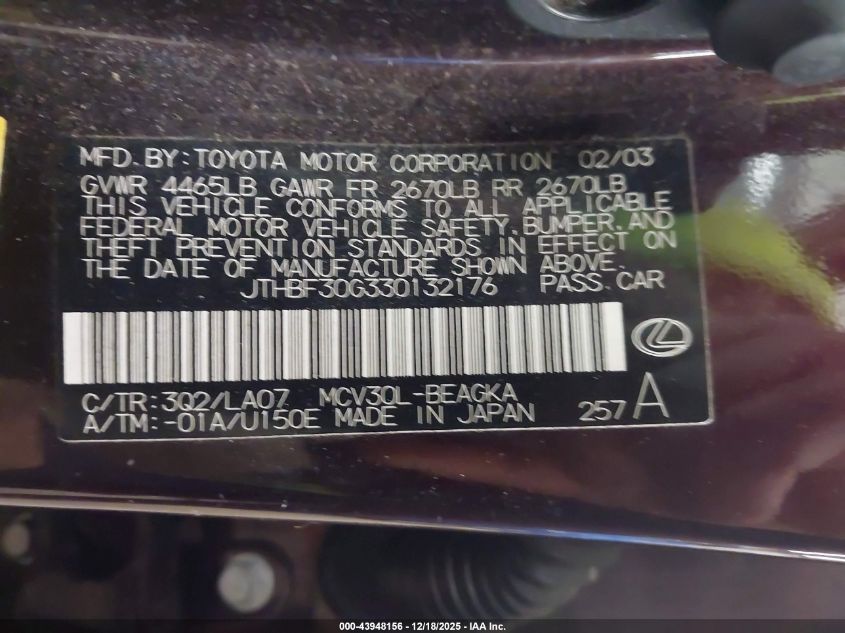 MFD. BY: TOYOTA MOTOR CORPORATION 02/03
GVWR 4465LB GAWR FR 2670LB RR 2670LB
THIS VEHICLE CONFORMS TO ALL APPLICABLE
FEDERAL MOTOR VEHICLE SAFETY, BUMPER, AND
THEFT PREVENTION STANDARDS IN EFFECT ON
THE DATE OF MANUFACTURE SHOWN ABOVE.
JTHBF30G330132176 PASS. CAR
C/TR: 3Q2/LA07 MCV30L-BEAGKA
A/TM: -01A/U150E MADE IN JAPAN 257 A
000-43948156 - 12/18/2025 - IAA Inc.